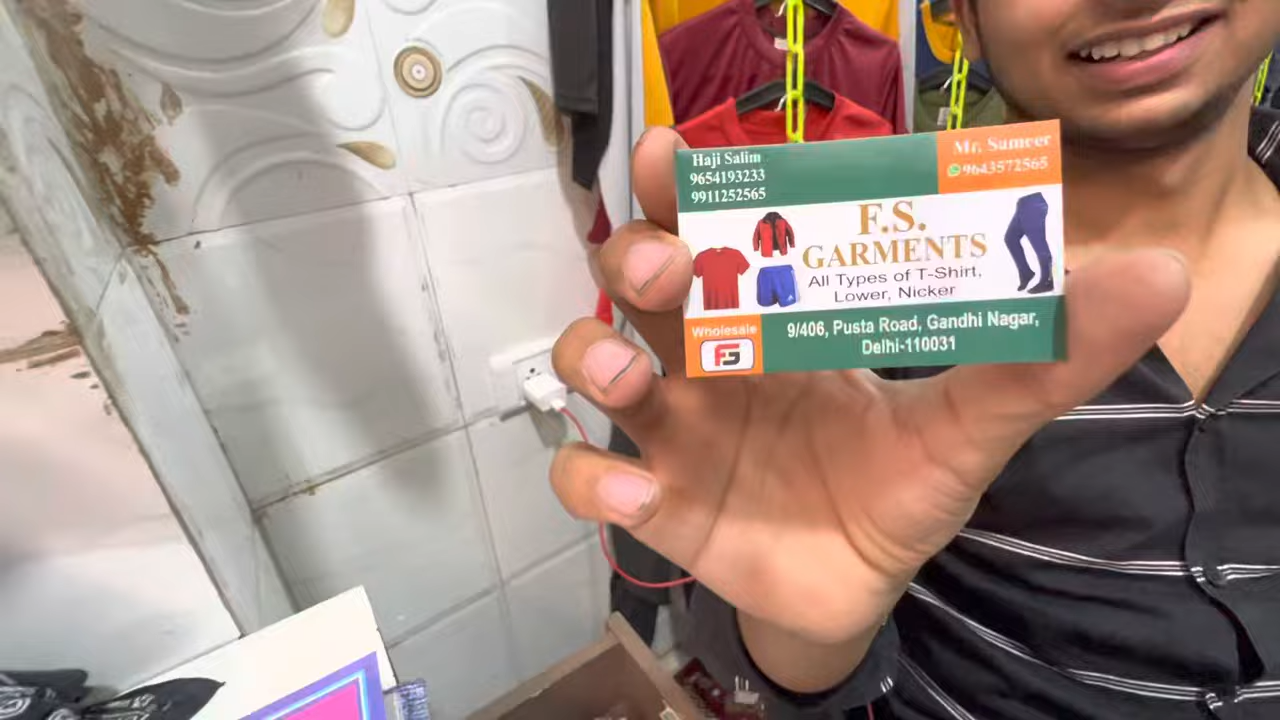 Haji Salim
9654193233
9911252565
Mr. Sameer
9643572565
F.S.
GARMENTS
All Types of T-Shirt,
Lower, Nicker
Wholesale
FG
9/406, Pusta Road, Gandhi Nagar,
Delhi-110031